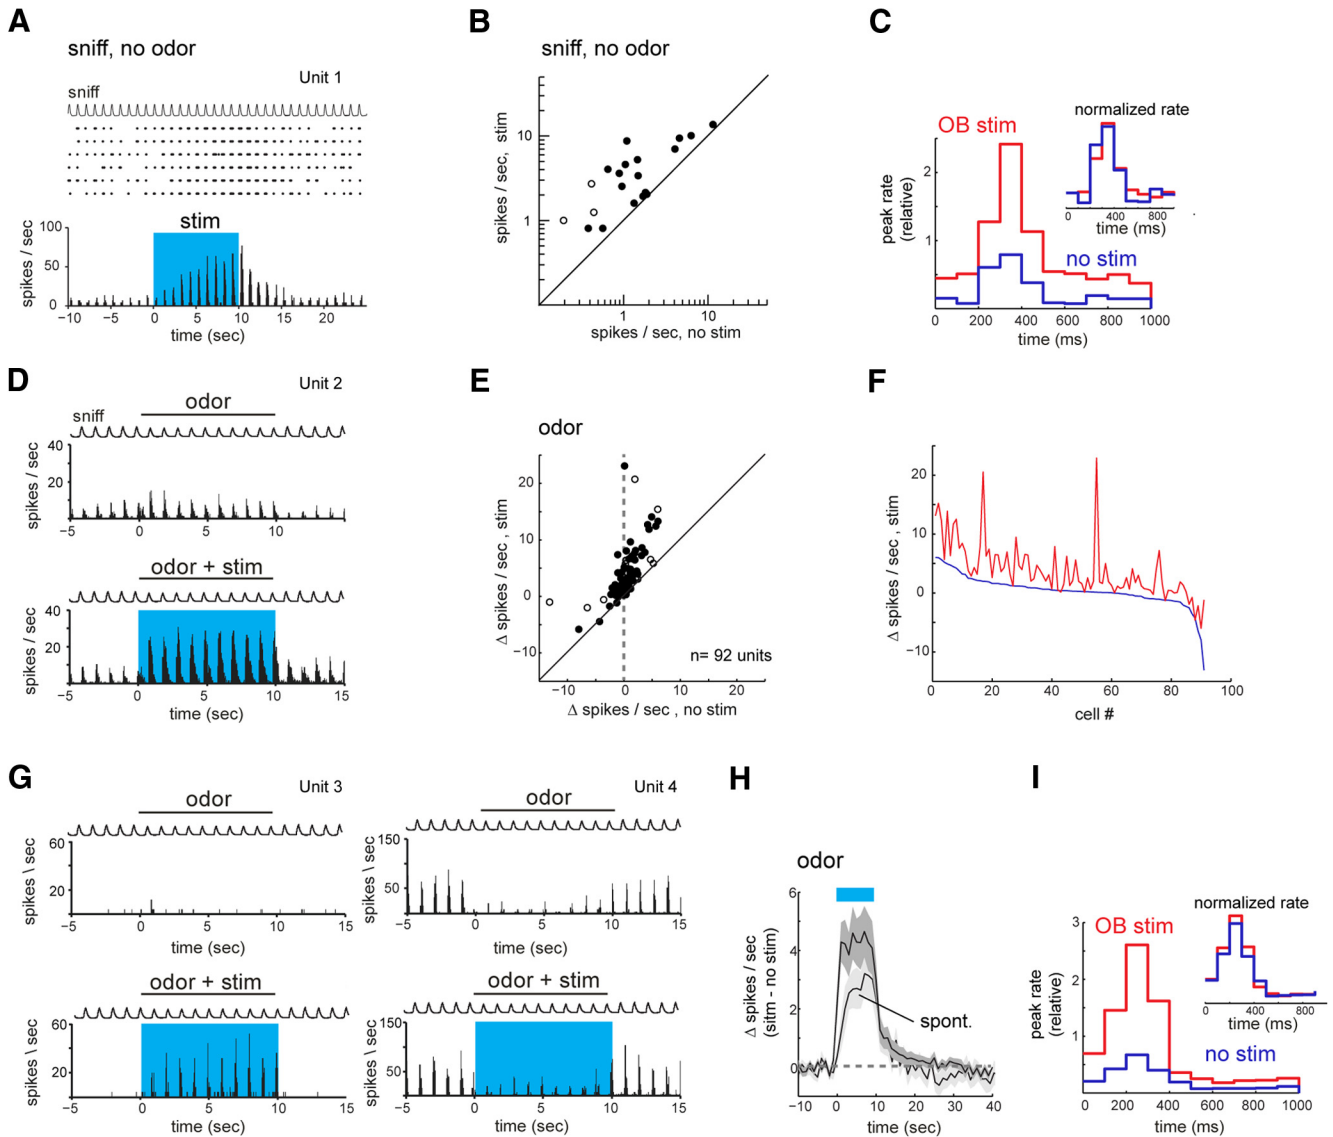 A
sniff, no odor
Unit 1
sniff
stim
spikes / sec
100
50
0
−10 −5 0 5 10 15 20
time (sec)
B
sniff, no odor
spikes / sec, stim
10
1
1 10
spikes / sec, no stim
C
OB stim
no stim
peak rate
(relative)
2
1
0 200 400 600 800 1000
time (ms)
normalized rate
0 400 800
time (ms)
D
Unit 2
odor
sniff
spikes / sec
40
20
−5 0 5 10
odor + stim
spikes / sec
40
20
−5 0 5 10 15
time (sec)
E
odor
Δ spikes / sec , stim
20
10
0
−10
n= 92 units
−10 0 10 20
Δ spikes / sec , no stim
F
Δ spikes / sec , stim
20
10
0
−10
0 20 40 60 80 100
cell #
G
Unit 3
odor
spikes \ sec
60
20
−5 0 5 10 15
time (sec)
odor + stim
spikes \ sec
60
20
−5 0 5 10 15
time (sec)
Unit 4
odor
spikes \ sec
150
50
−5 0 5 10 15
time (sec)
odor + stim
spikes \ sec
150
50
−5 0 5 10 15
time (sec)
H
odor
Δ spikes / sec
(sitm - no stim)
6
4
2
0
spont.
−10 0 10 20 30 40
time (sec)
I
OB stim
no stim
peak rate
(relative)
3
2
1
0 200 400 600 800 1000
time (ms)
normalized rate
0 400 800
time (ms)